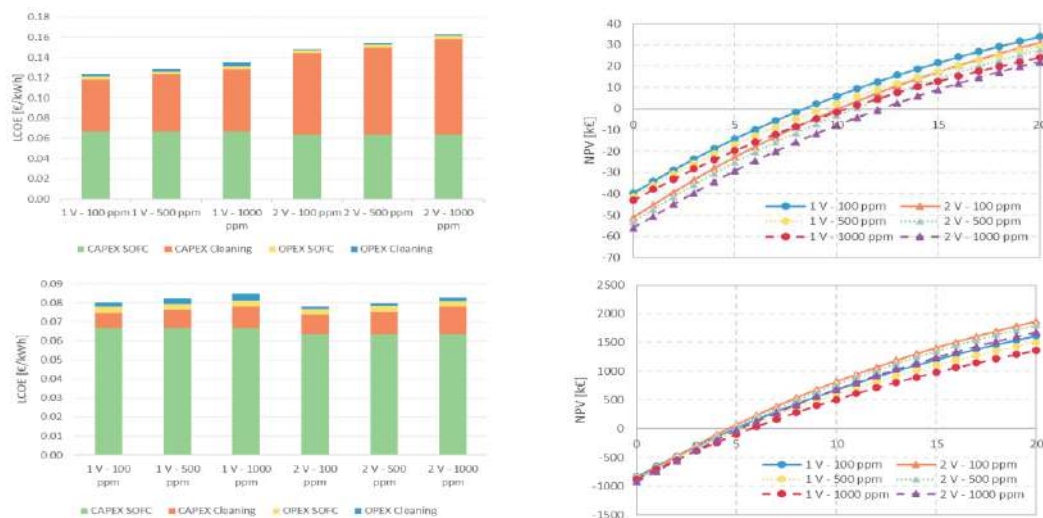 0.18
0.16
0.14
0.12
0.10
0.08
0.06
0.04
0.02
0.00
LCOE [€/kWh]
1 V - 100 ppm 1 V - 500 ppm 1 V - 1000 ppm 2 V - 100 ppm 2 V - 500 ppm 2 V - 1000 ppm
CAPEX SOFC CAPEX Cleaning OPEX SOFC OPEX Cleaning
40
30
20
10
0
-10
-20
-30
-40
-50
-60
-70
NPV [k€]
0 5 10 15 20
1 V - 100 ppm 2 V - 100 ppm
1 V - 500 ppm 2 V - 500 ppm
1 V - 1000 ppm 2 V - 1000 ppm
0.09
0.08
0.07
0.06
0.05
0.04
0.03
0.02
0.01
0.00
LCOE [€/kWh]
1 V - 100 1 V - 500 1 V - 1000 2 V - 100 2 V - 500 2 V - 1000
ppm ppm ppm ppm ppm ppm
CAPEX SOFC CAPEX Cleaning OPEX SOFC OPEX Cleaning
2500
2000
1500
1000
500
0
-500
-1000
-1500
NPV [k€]
0 5 10 15 20
1 V - 100 ppm 2 V - 100 ppm
1 V - 500 ppm 2 V - 500 ppm
1 V - 1000 ppm 2 V - 1000 ppm